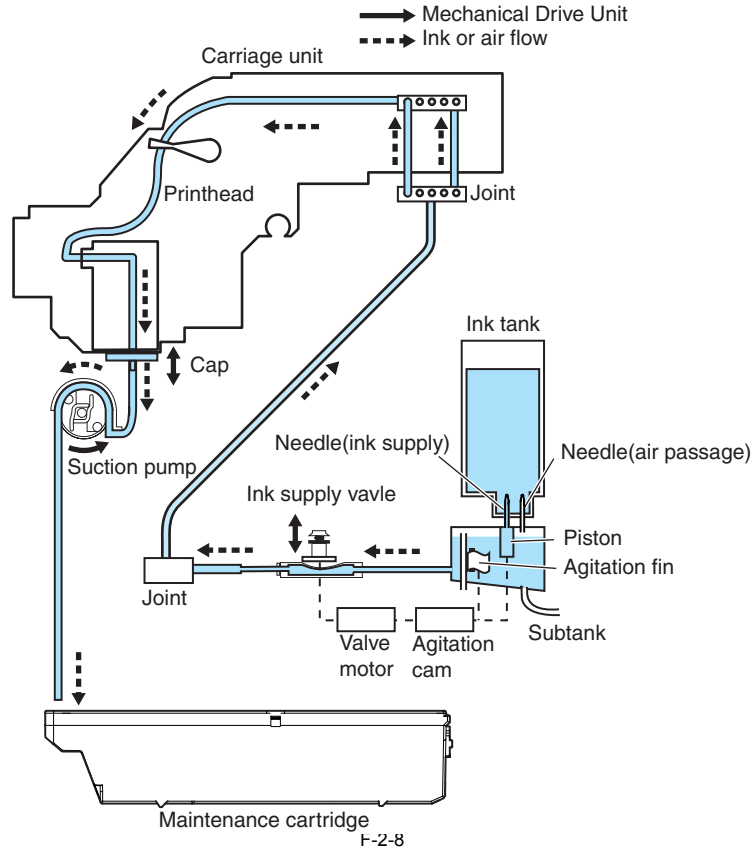 Mechanical Drive Unit
Ink or air flow
Carriage unit
Printhead
Joint
Ink tank
Cap
Needle(ink supply)
Needle(air passage)
Suction pump
Ink supply vavle
Piston
Agitation fin
Joint
Subtank
Valve
motor
Agitation
cam
Maintenance cartridge
F-2-8